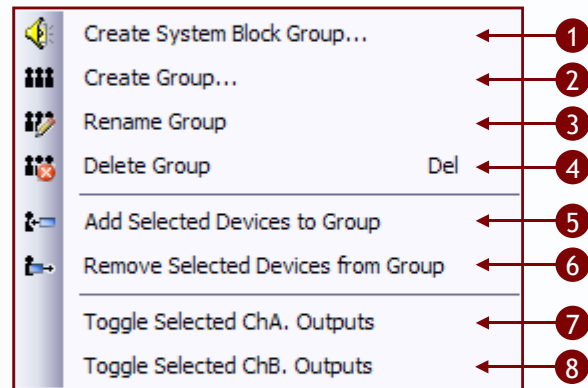 Create System Block Group... 1
Create Group... 2
Rename Group 3
Delete Group Del 4
Add Selected Devices to Group 5
Remove Selected Devices from Group 6
Toggle Selected ChA. Outputs 7
Toggle Selected ChB. Outputs 8